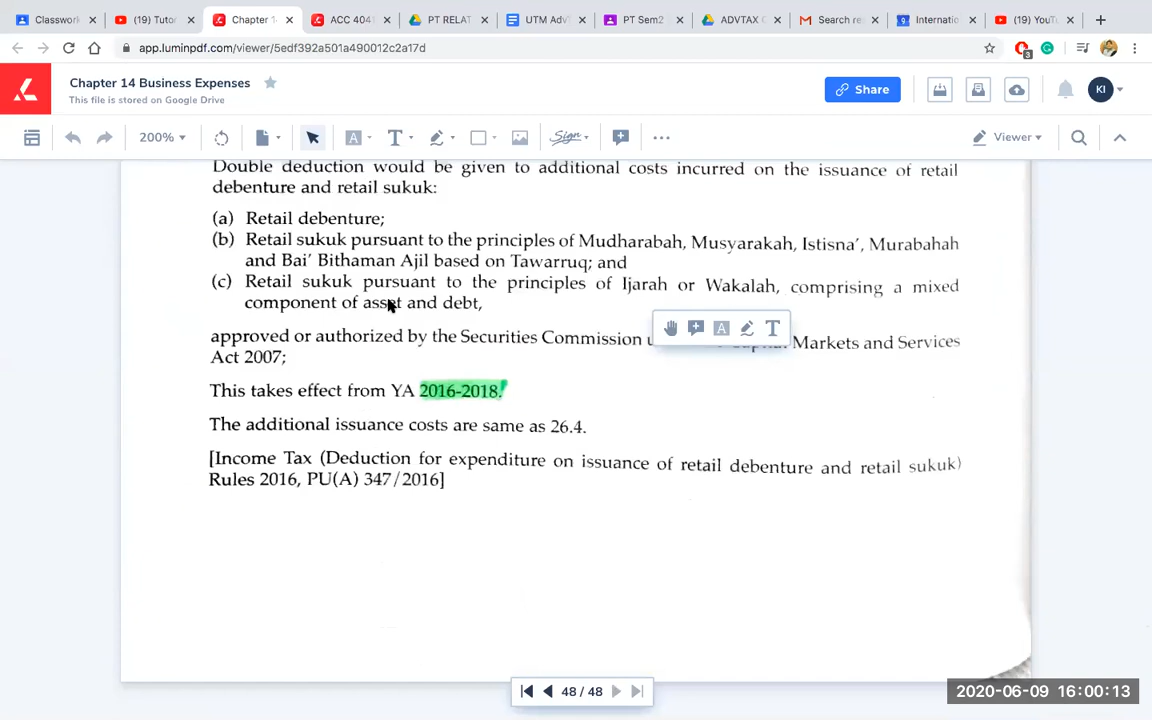 Classwork
(19) Tutor
Chapter 1
ACC 404
PT RELAT
UTM AdvT
PT Sem2
ADVTAX
Search re
Internatio
(19) YouT
app.luminpdf.com/viewer/5edf392a501a490012c2a17d
3
Chapter 14 Business Expenses
This file is stored on Google Drive
Share
KI
200%
A
T
Sign
Viewer
Double deduction would be given to additional costs incurred on the issuance of retail
debenture and retail sukuk:
(a) Retail debenture;
(b) Retail sukuk pursuant to the principles of Mudharabah, Musyarakah, Istisna', Murabahah
and Bai' Bithaman Ajil based on Tawarruq; and
(c) Retail sukuk pursuant to the principles of Ijarah or Wakalah, comprising a mixed
component of asset and debt,
A T
approved or authorized by the Securities Commission Markets and Services
Act 2007;
This takes effect from YA 2016-2018.
The additional issuance costs are same as 26.4.
[Income Tax (Deduction for expenditure on issuance of retail debenture and retail sukuk)
Rules 2016, PU(A) 347/2016]
48 / 48
2020-06-09 16:00:13